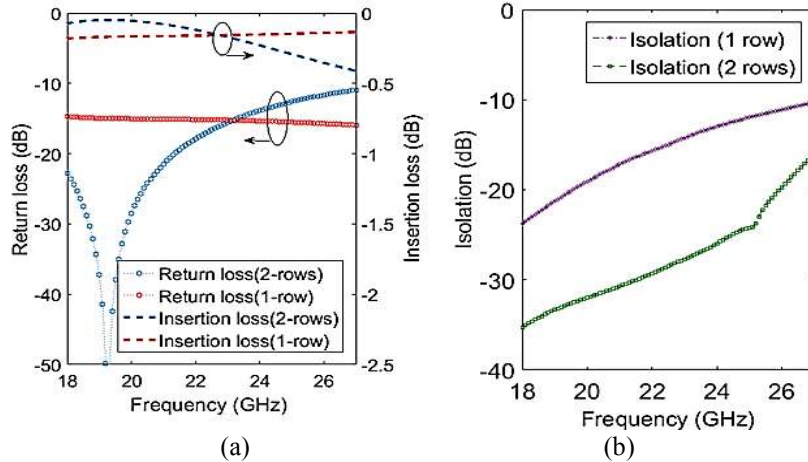 0
-10
-20
-30
-40
-50
Return loss (dB)
0
-0.5
-1
-1.5
-2
-2.5
Insertion loss (dB)
Return loss(2-rows)
Return loss(1-row)
Insertion loss(2-rows)
Insertion loss(1-row)
18 20 22 24 26
Frequency (GHz)
(a)
0
-10
-20
-30
-40
Isolation (dB)
Isolation (1 row)
Isolation (2 rows)
18 20 22 24 26
Frequency (GHz)
(b)